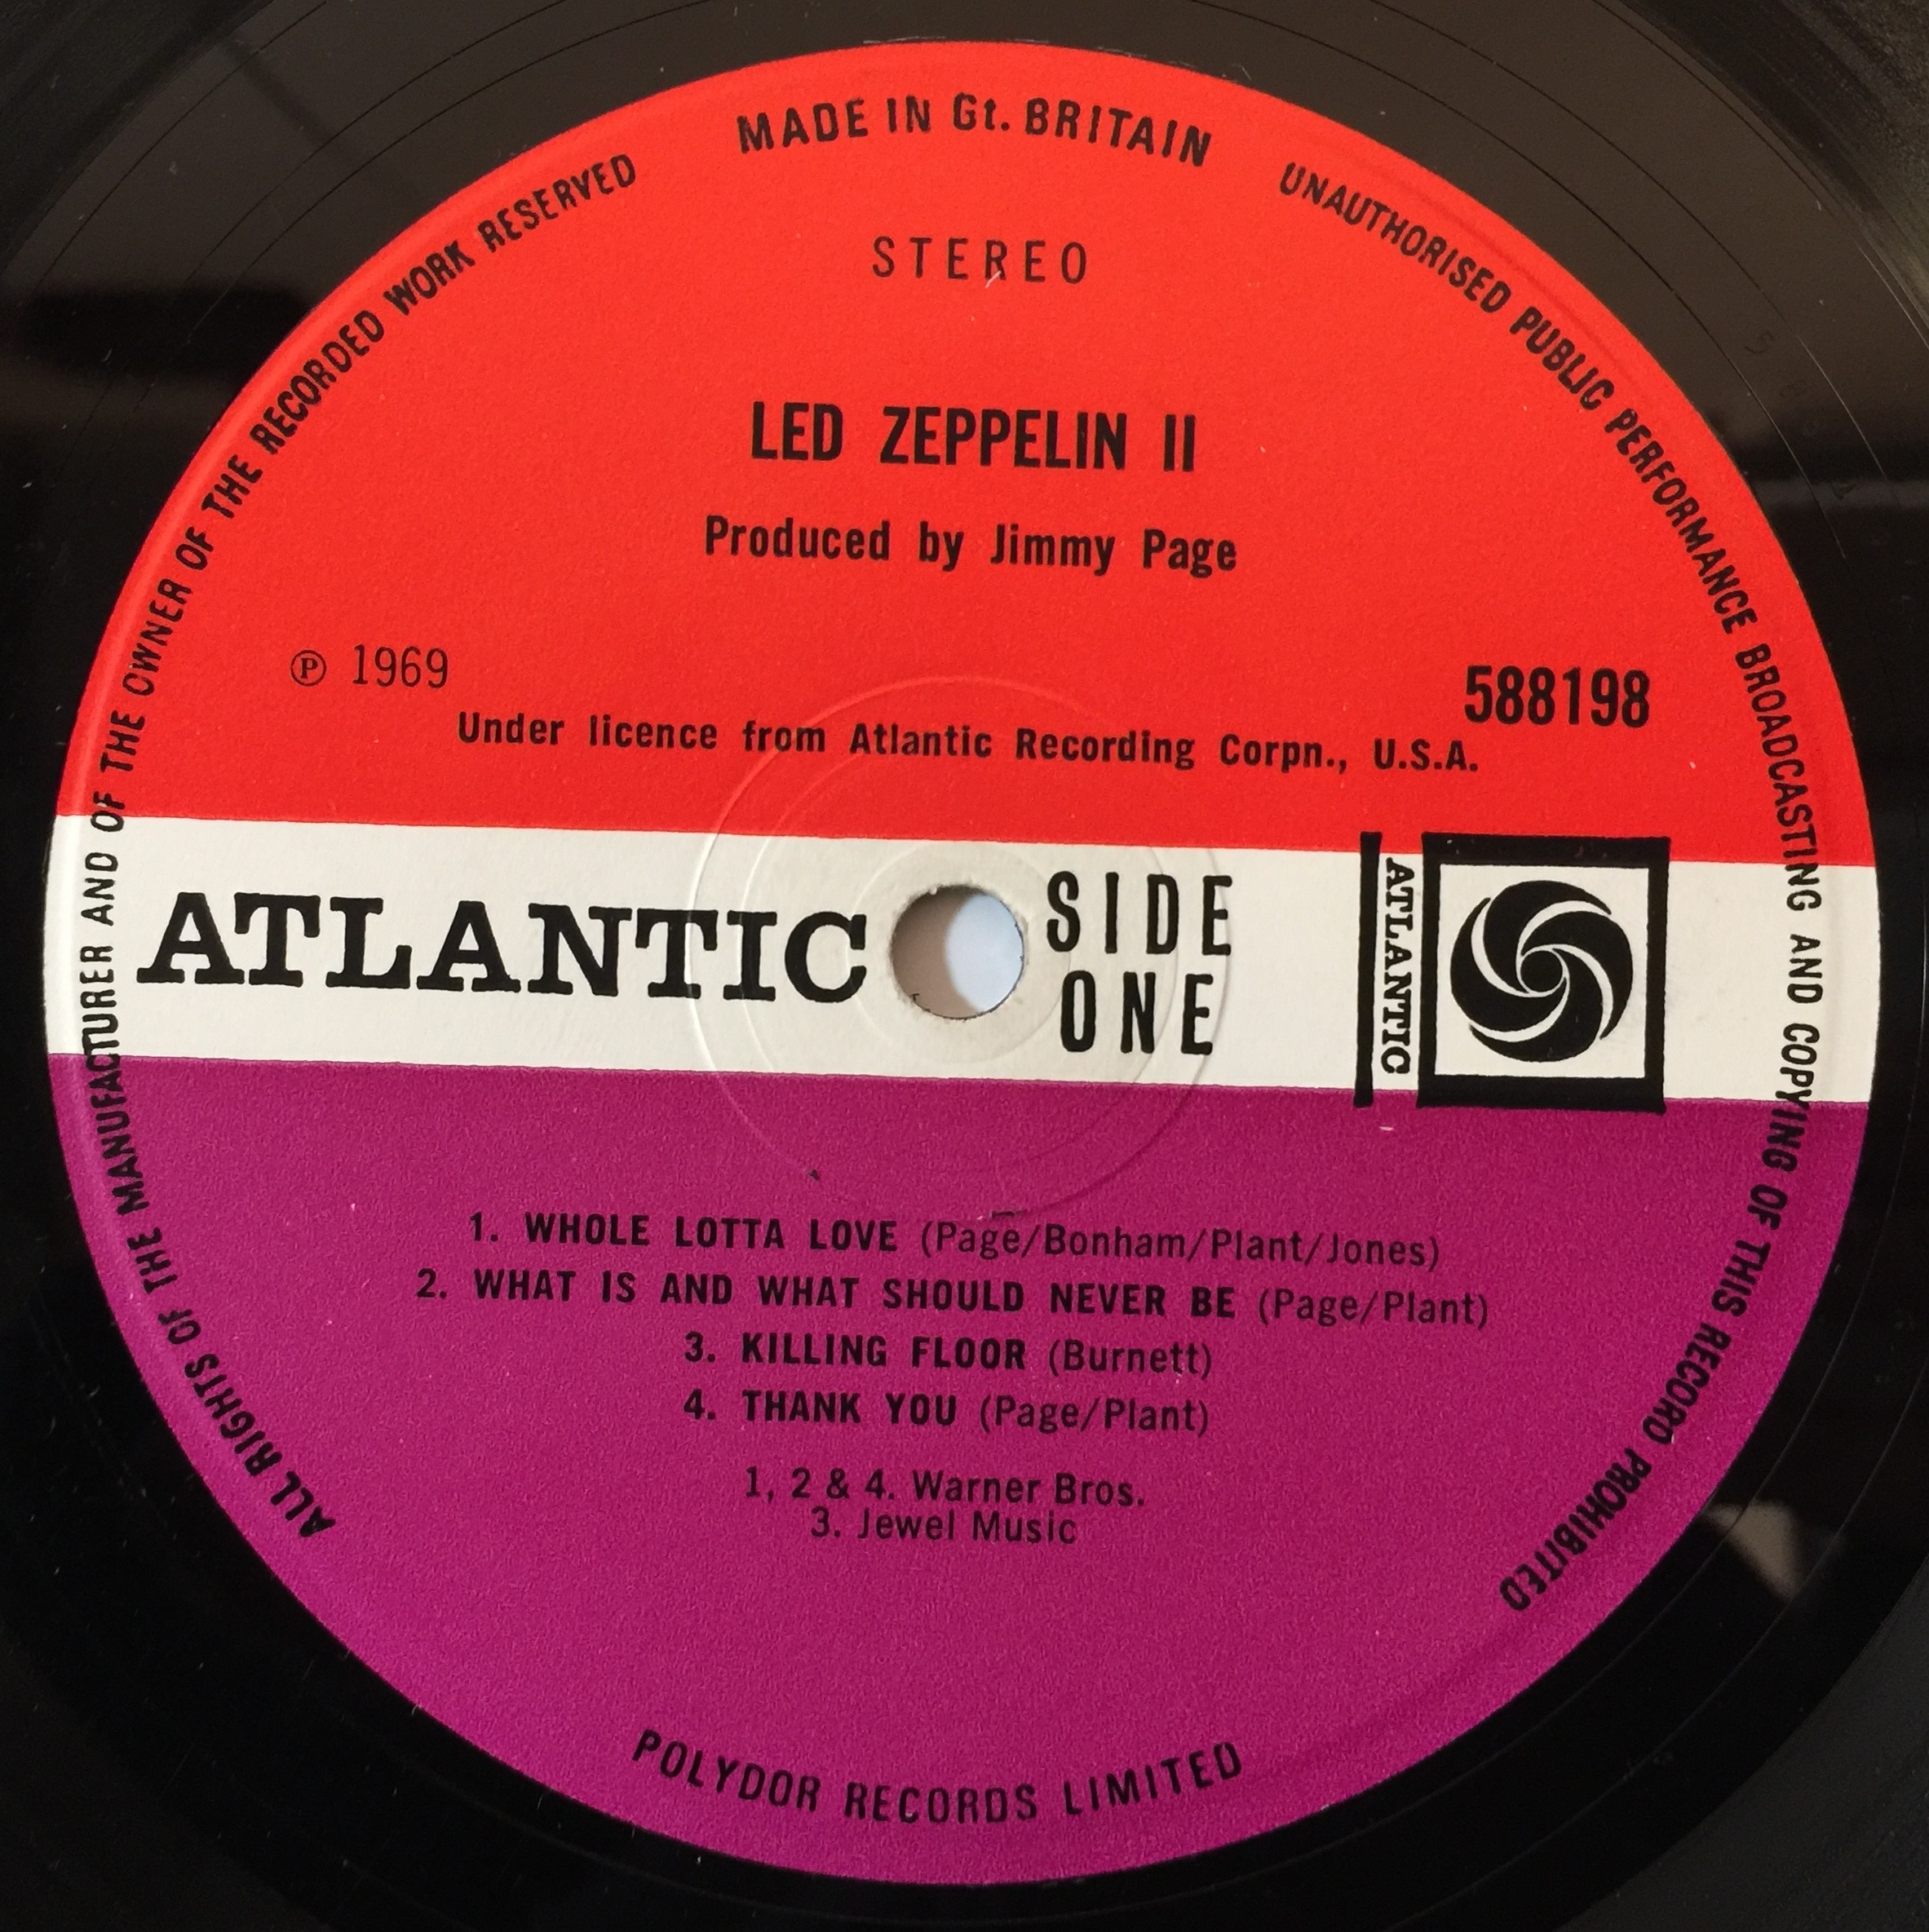 MADE IN Gt. BRITAIN
ALL RIGHTS OF THE MANUFACTURER AND OF THE OWNER OF THE RECORDED WORK RESERVED
UNAUTHORISED PUBLIC PERFORMANCE BROADCASTING AND COPYING OF THIS RECORD PROHIBITED
STEREO
LED ZEPPELIN II
Produced by Jimmy Page
℗ 1969
588198
Under licence from Atlantic Recording Corpn., U.S.A.
ATLANTIC
SIDE
ONE
ATLANTIC
1. WHOLE LOTTA LOVE (Page/Bonham/Plant/Jones)
2. WHAT IS AND WHAT SHOULD NEVER BE (Page/Plant)
3. KILLING FLOOR (Burnett)
4. THANK YOU (Page/Plant)
1, 2 & 4. Warner Bros.
3. Jewel Music
POLYDOR RECORDS LIMITED